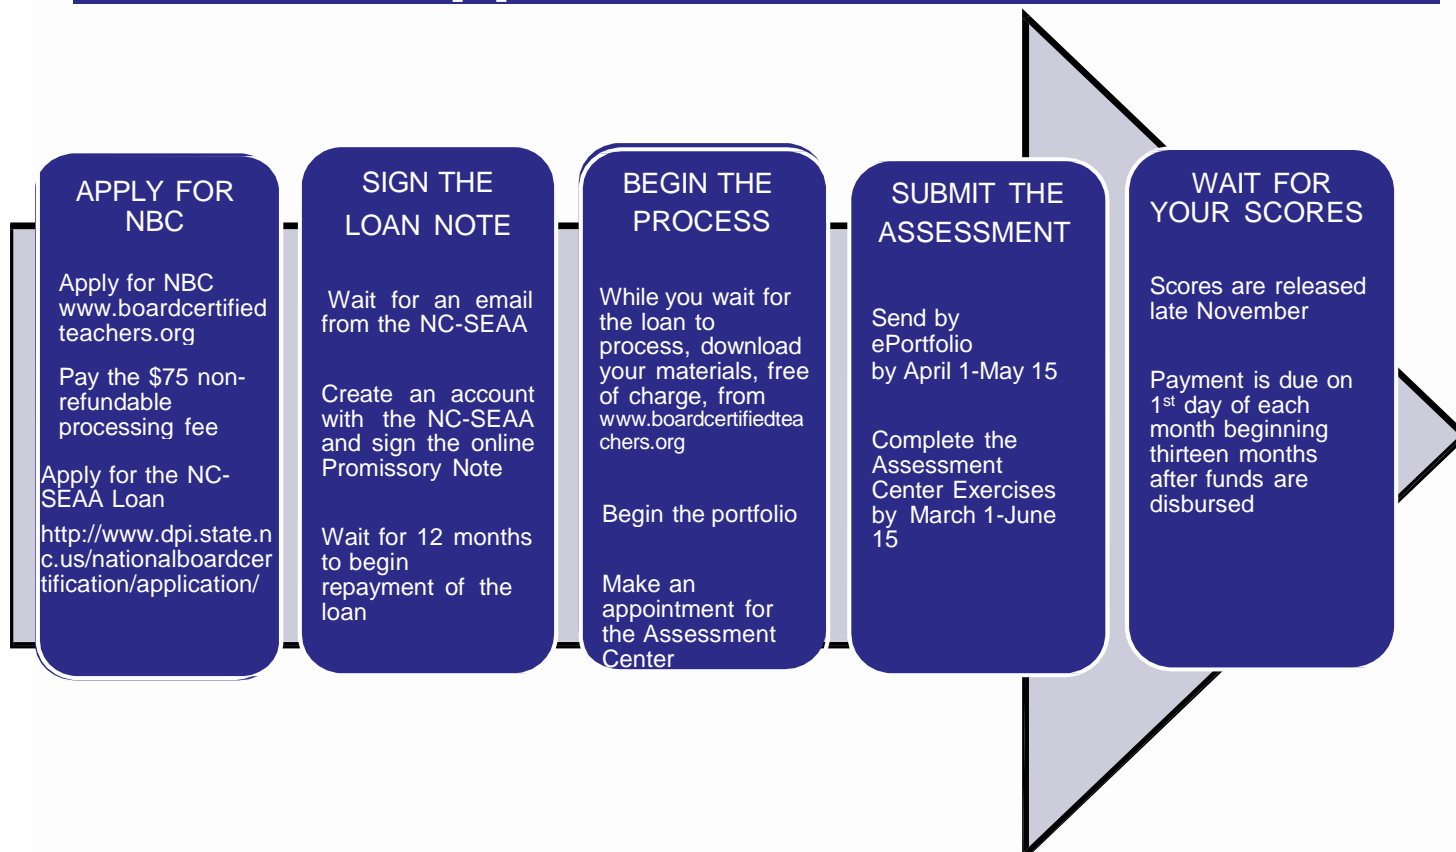 APPLY FOR
NBC
Apply for NBC
www.boardcertified
teachers.org
Pay the $75 non-
refundable
processing fee
Apply for the NC-
SEAA Loan
http://www.dpi.state.n
c.us/nationalboardcer
tification/application/
SIGN THE
LOAN NOTE
Wait for an email
from the NC-SEAA
Create an account
with the NC-SEAA
and sign the online
Promissory Note
Wait for 12 months
to begin
repayment of the
loan
BEGIN THE
PROCESS
While you wait for
the loan to
process, download
your materials, free
of charge, from
www.boardcertifiedtea
chers.org
Begin the portfolio
Make an
appointment for
the Assessment
Center
SUBMIT THE
ASSESSMENT
Send by
ePortfolio
by April 1-May 15
Complete the
Assessment
Center Exercises
by March 1-June
15
WAIT FOR
YOUR SCORES
Scores are released
late November
Payment is due on
1st day of each
month beginning
thirteen months
after funds are
disbursed